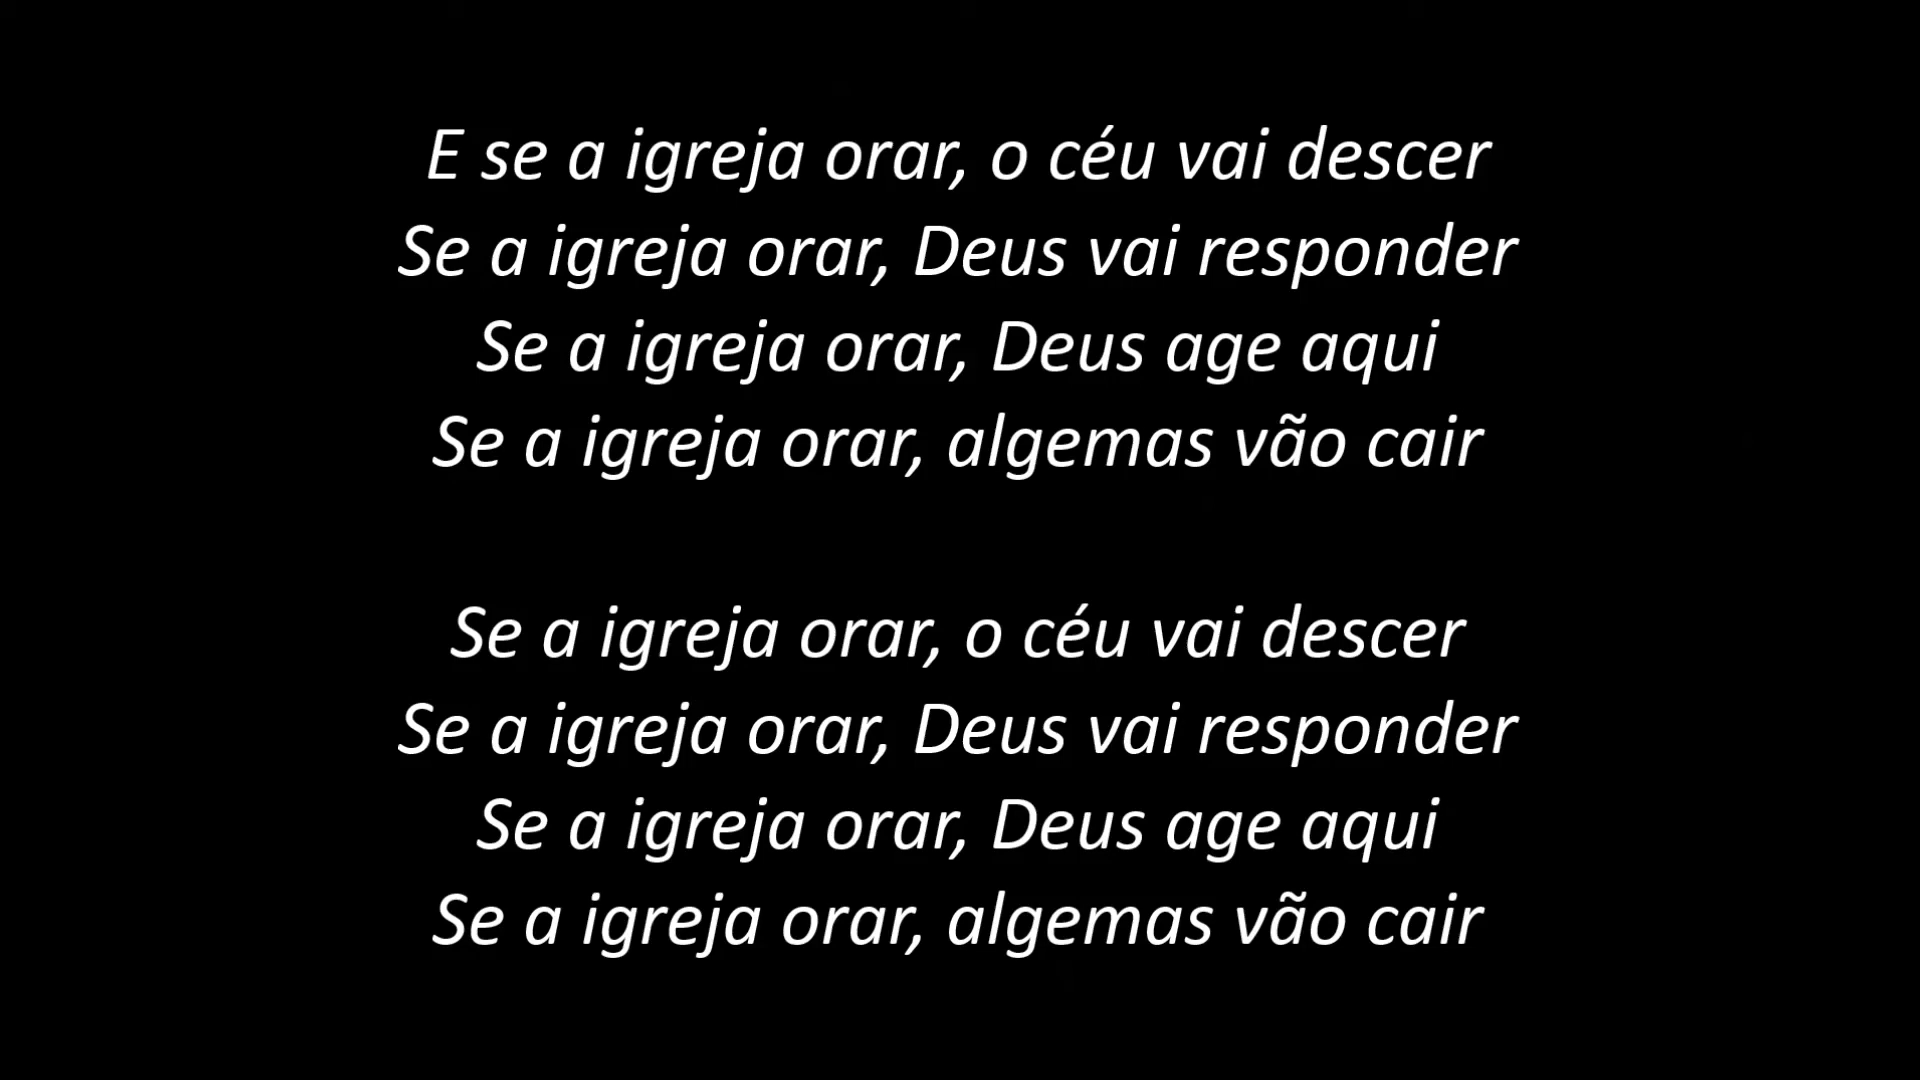 E se a igreja orar, o céu vai descer
Se a igreja orar, Deus vai responder
Se a igreja orar, Deus age aqui
Se a igreja orar, algemas vão cair
Se a igreja orar, o céu vai descer
Se a igreja orar, Deus vai responder
Se a igreja orar, Deus age aqui
Se a igreja orar, algemas vão cair